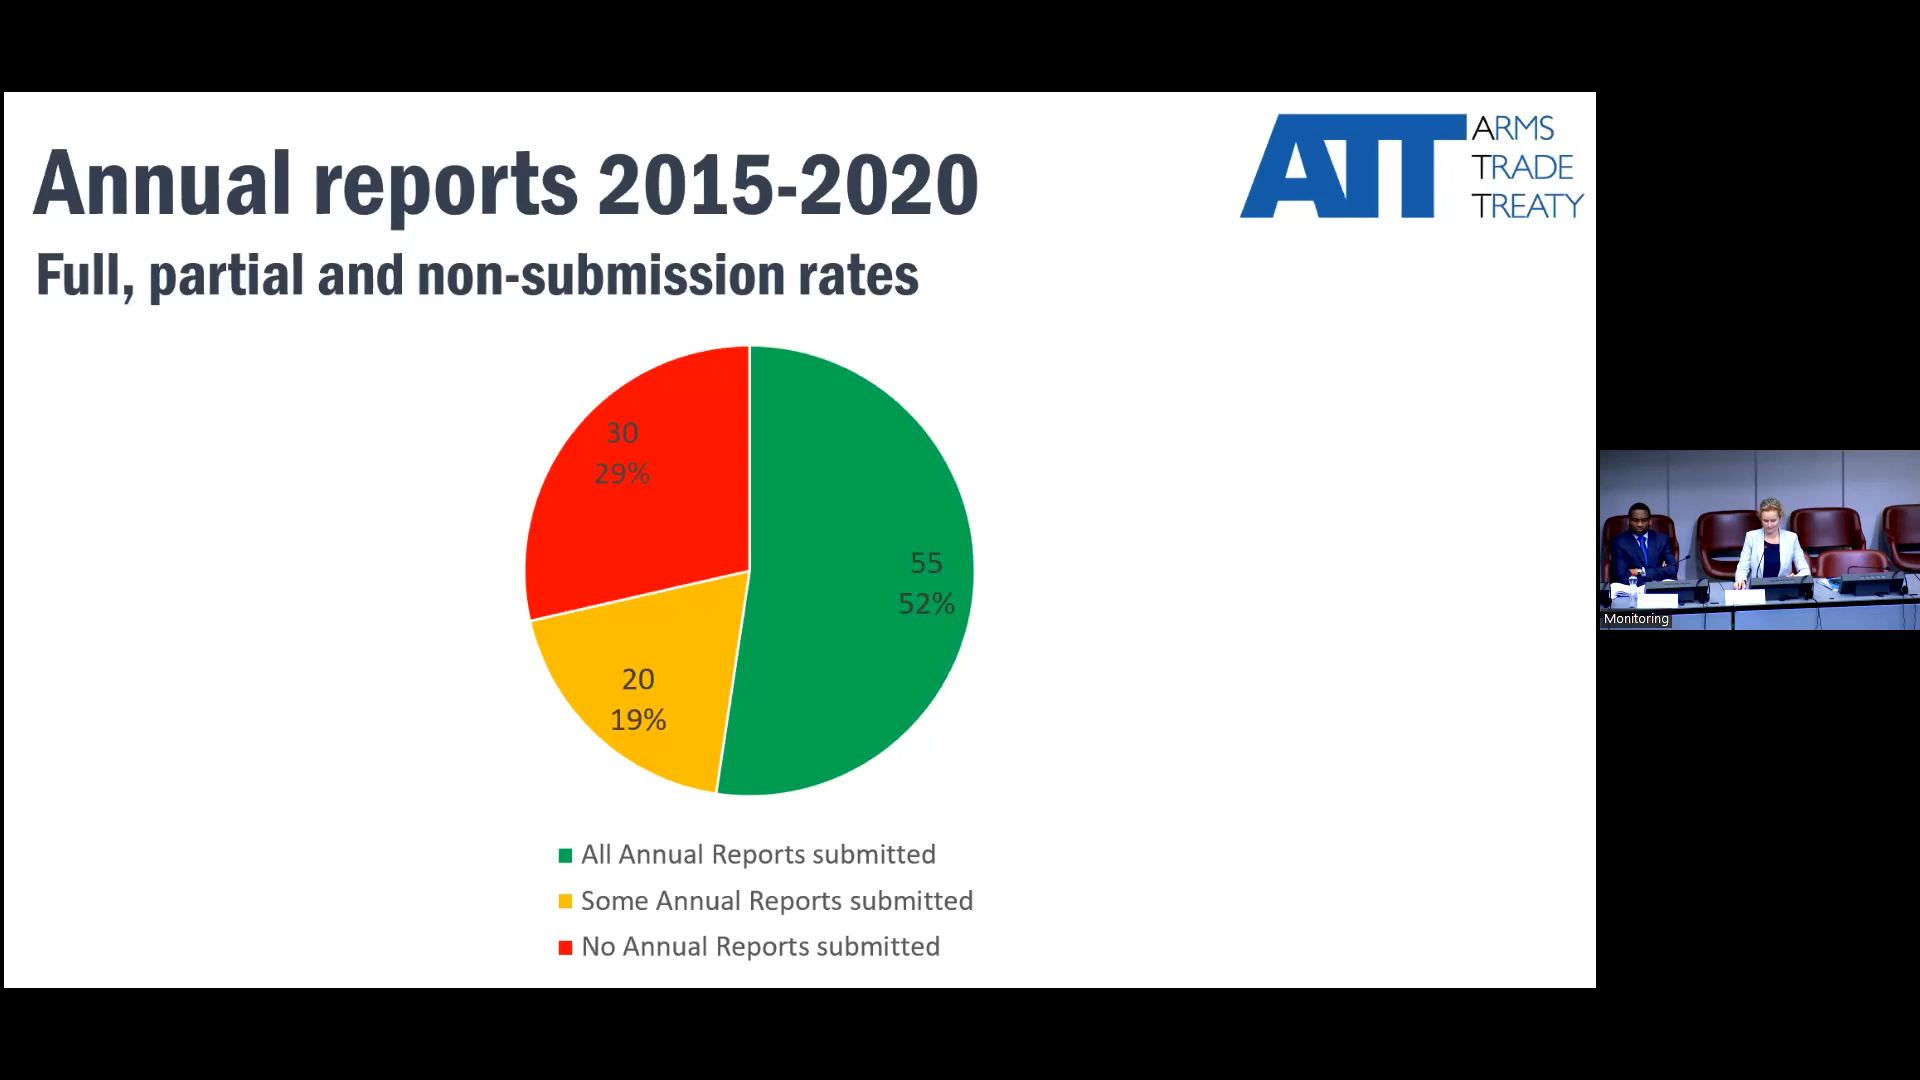 Annual reports 2015-2020
Full, partial and non-submission rates
ATT
ARMS
TRADE
TREATY
30
29%
55
52%
20
19%
All Annual Reports submitted
Some Annual Reports submitted
No Annual Reports submitted
Monitoring